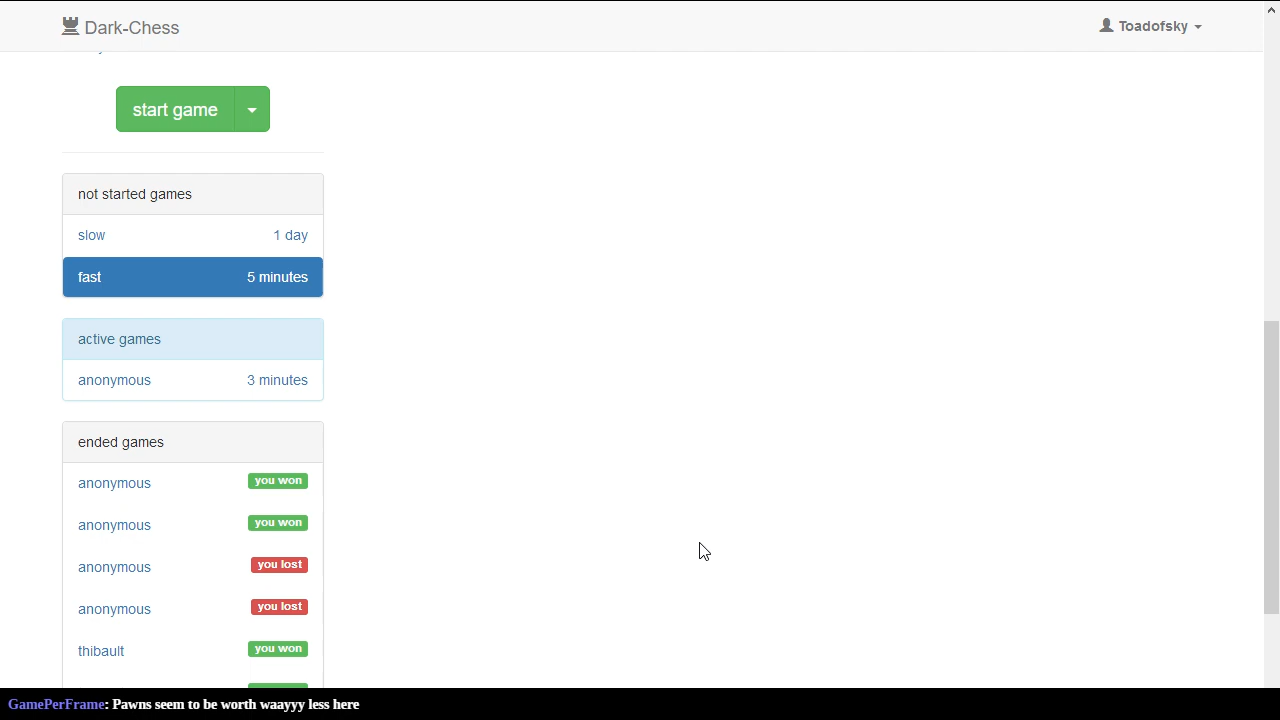 Dark-Chess
Toadofsky
start game
not started games
slow 1 day
fast 5 minutes
active games
anonymous 3 minutes
ended games
anonymous you won
anonymous you won
anonymous you lost
anonymous you lost
thibault you won
GamePerFrame: Pawns seem to be worth waayyy less here